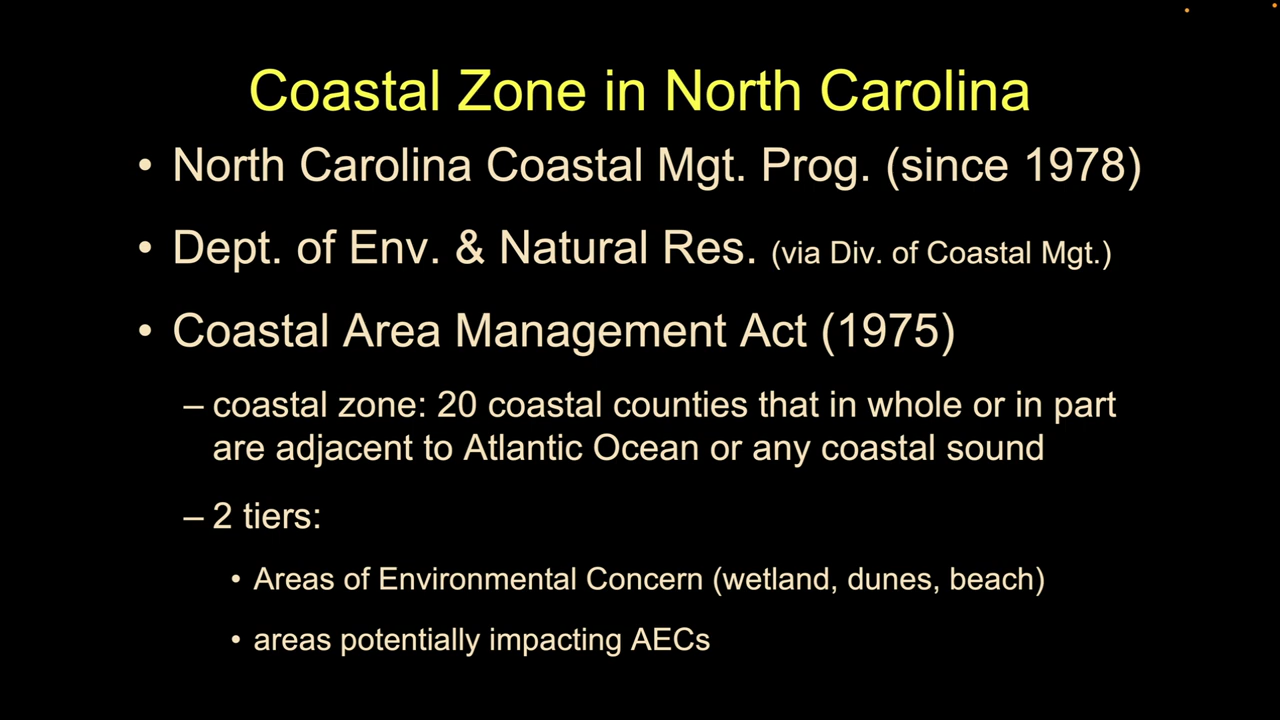 Coastal Zone in North Carolina
• North Carolina Coastal Mgt. Prog. (since 1978)
• Dept. of Env. & Natural Res. (via Div. of Coastal Mgt.)
• Coastal Area Management Act (1975)
– coastal zone: 20 coastal counties that in whole or in part
are adjacent to Atlantic Ocean or any coastal sound
– 2 tiers:
• Areas of Environmental Concern (wetland, dunes, beach)
• areas potentially impacting AECs